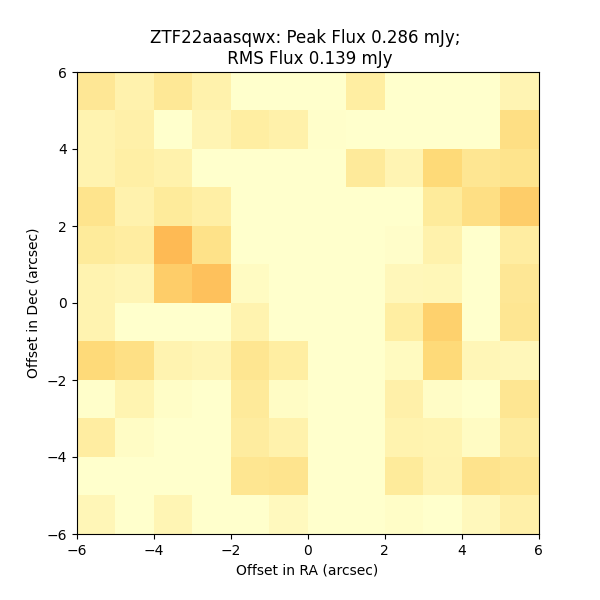 ZTF22aaasqwx: Peak Flux 0.286 mJy;
RMS Flux 0.139 mJy
6
4
2
0
−2
−4
−6
Offset in Dec (arcsec)
−6 −4 −2 0 2 4 6
Offset in RA (arcsec)